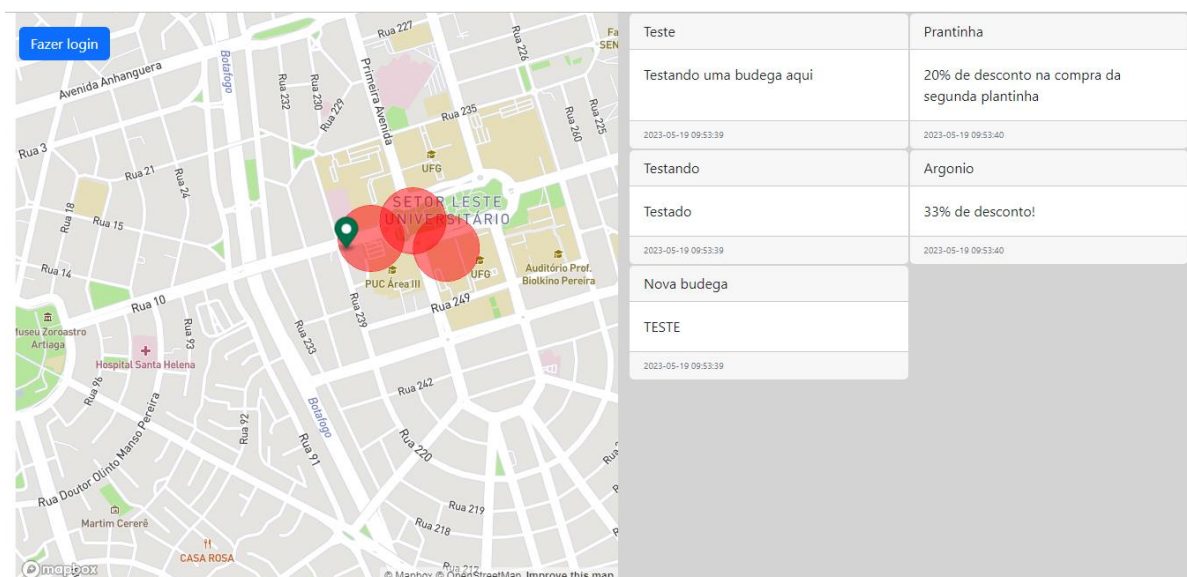 Fazer login
Rua 227
Rua 226
Fa
SEN
Avenida Anhanguera
Botafogo
Rua 232
Rua 230
Rua 229
Primeira Avenida
Rua 235
Rua 260
Rua 225
Rua 3
Rua 21
Rua 24
UFG
Rua 18
Rua 15
SETOR LESTE
UNIVERSITÁRIO
Rua 14
PUC Área III
UFG
Auditório Prof.
Biolkino Pereira
Rua 10
Rua 239
Rua 249
Museu Zoroastro
Artiaga
Rua 93
Rua 233
Hospital Santa Helena
Rua 96
Rua 242
Rua 92
Botafogo
Rua 91
Rua 220
Rua Doutor Olinto Manso Pereira
Rua 219
Martim Cererê
Rua 218
CASA ROSA
Rua 217
mapbox
© Mapbox © OpenStreetMap Improve this map
Teste
Testando uma budega aqui
2023-05-19 09:53:39
Prantinha
20% de desconto na compra da
segunda plantinha
2023-05-19 09:53:40
Testando
Testado
2023-05-19 09:53:39
Argonio
33% de desconto!
2023-05-19 09:53:40
Nova budega
TESTE
2023-05-19 09:53:39